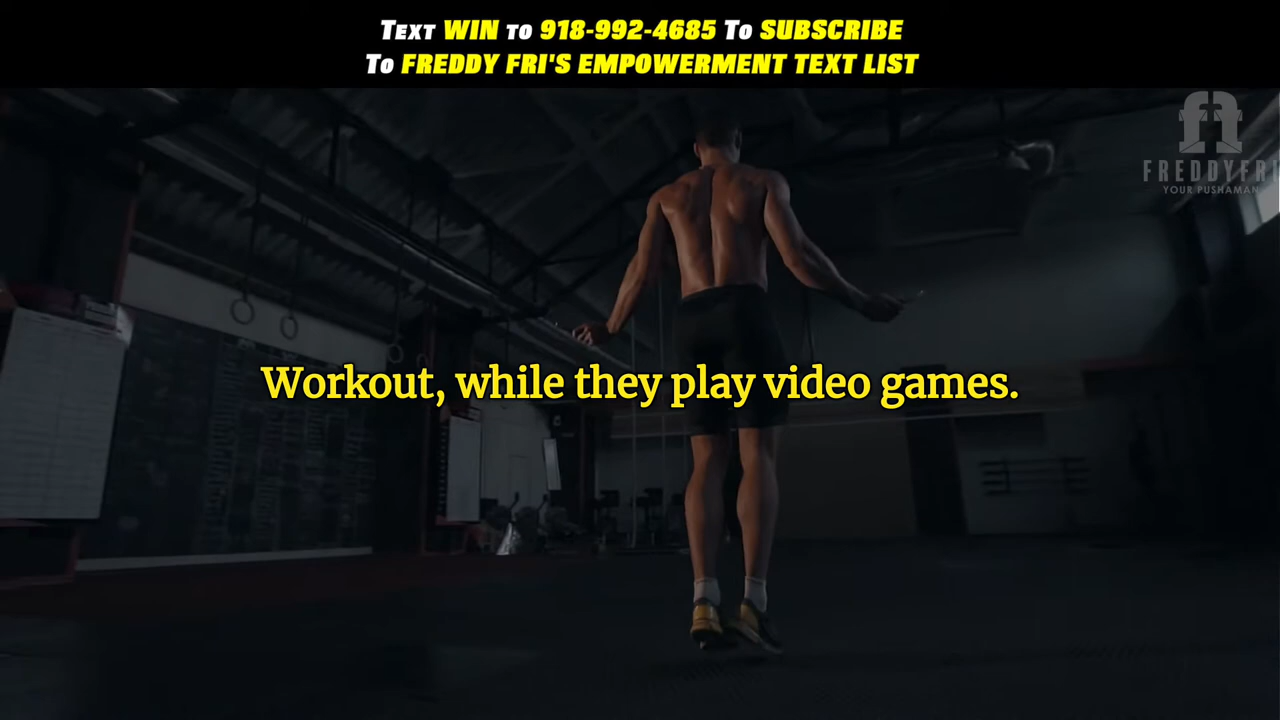 Text WIN to 918-992-4685 To SUBSCRIBE
To FREDDY FRI'S EMPOWERMENT TEXT LIST
FREDDYFRI
YOUR PUSHAMAN
Workout, while they play video games.